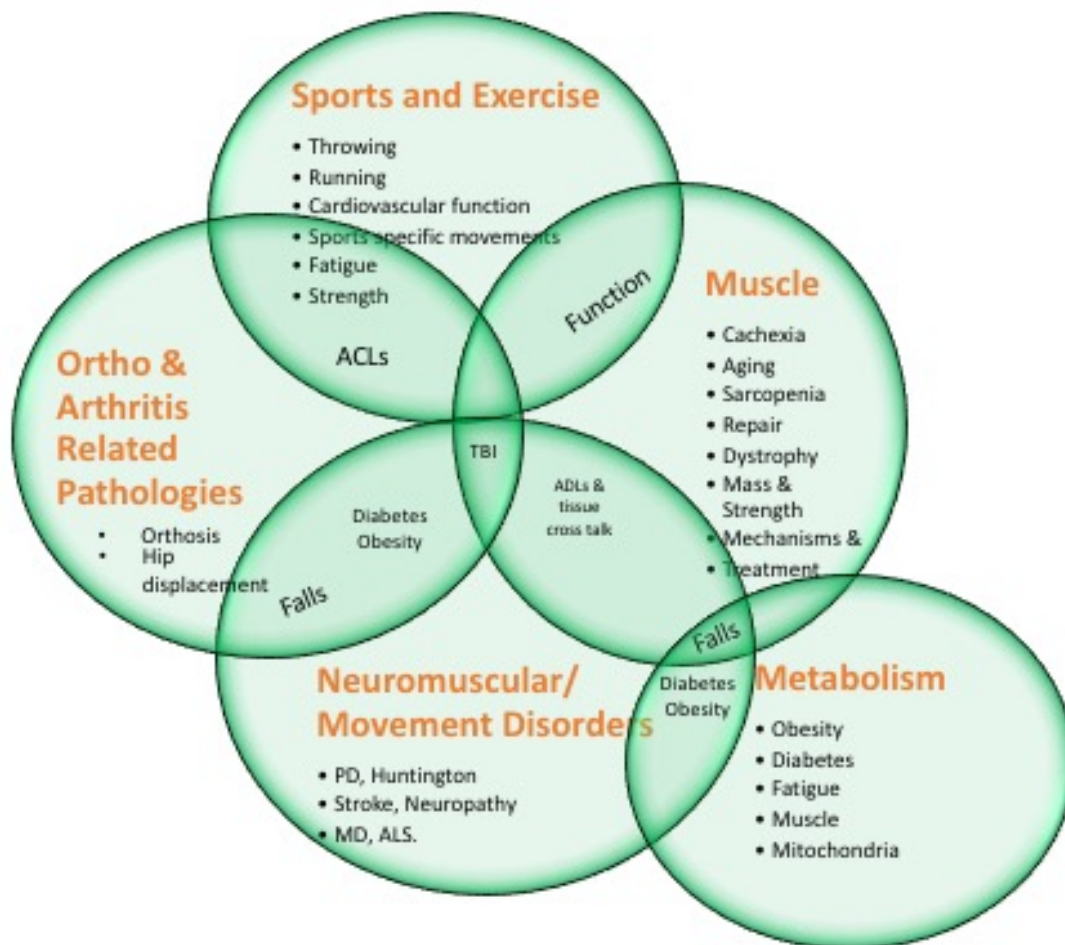 Sports and Exercise
• Throwing
• Running
• Cardiovascular function
• Sports specific movements
• Fatigue
• Strength
ACLs
Function
Muscle
• Cachexia
• Aging
• Sarcopenia
• Repair
• Dystrophy
• Mass &
Strength
• Mechanisms &
• Treatment
Ortho &
Arthritis
Related
Pathologies
• Orthosis
• Hip
displacement
TBI
Diabetes
Obesity
Falls
ADLs &
tissue
cross talk
Falls
Diabetes
Obesity
Neuromuscular/
Movement Disorders
• PD, Huntington
• Stroke, Neuropathy
• MD, ALS.
Metabolism
• Obesity
• Diabetes
• Fatigue
• Muscle
• Mitochondria